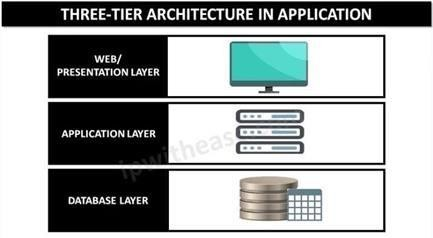 THREE-TIER ARCHITECTURE IN APPLICATION
WEB/
PRESENTATION LAYER
APPLICATION LAYER
DATABASE LAYER